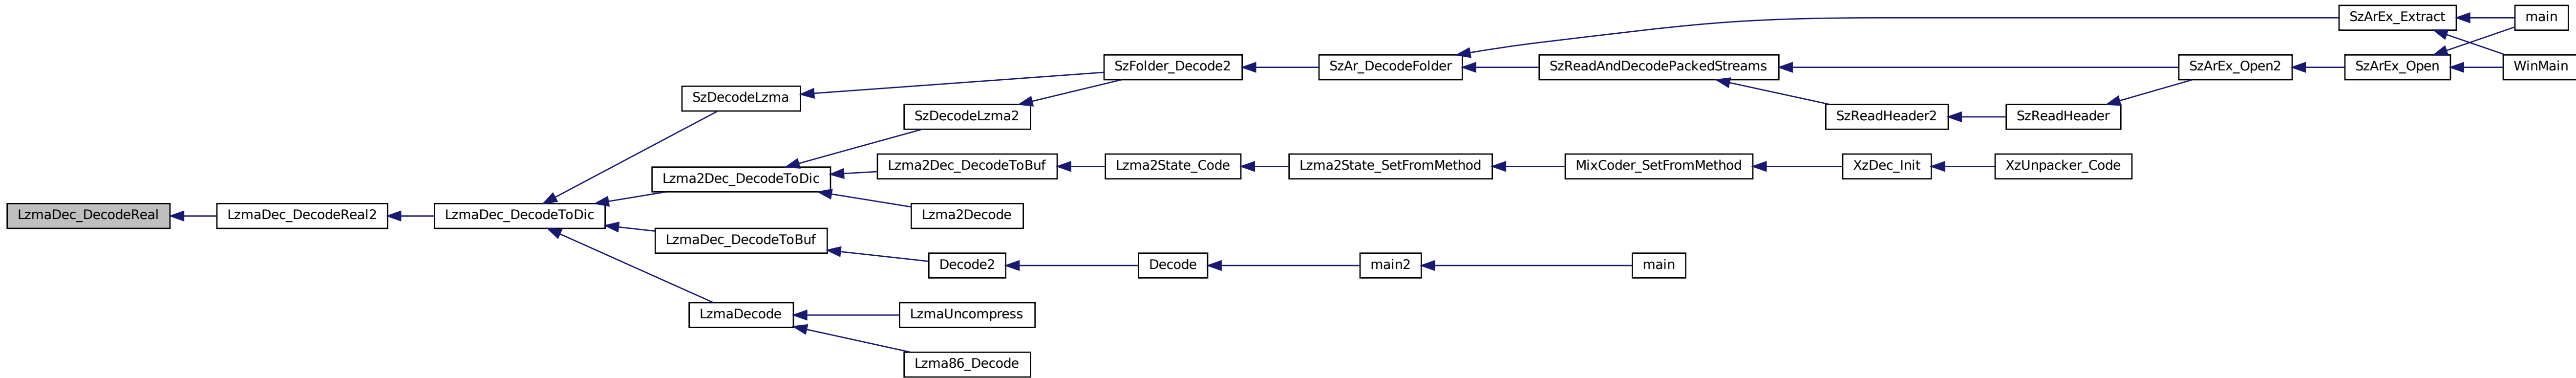 SzArEx_Extract
main
SzFolder_Decode2
SzAr_DecodeFolder
SzReadAndDecodePackedStreams
SzArEx_Open2
SzArEx_Open
WinMain
SzDecodeLzma
SzDecodeLzma2
SzReadHeader2
SzReadHeader
Lzma2Dec_DecodeToDic
Lzma2Dec_DecodeToBuf
Lzma2State_Code
Lzma2State_SetFromMethod
MixCoder_SetFromMethod
XzDec_Init
XzUnpacker_Code
LzmaDec_DecodeReal
LzmaDec_DecodeReal2
LzmaDec_DecodeToDic
Lzma2Decode
LzmaDec_DecodeToBuf
Decode2
Decode
main2
main
LzmaDecode
LzmaUncompress
Lzma86_Decode